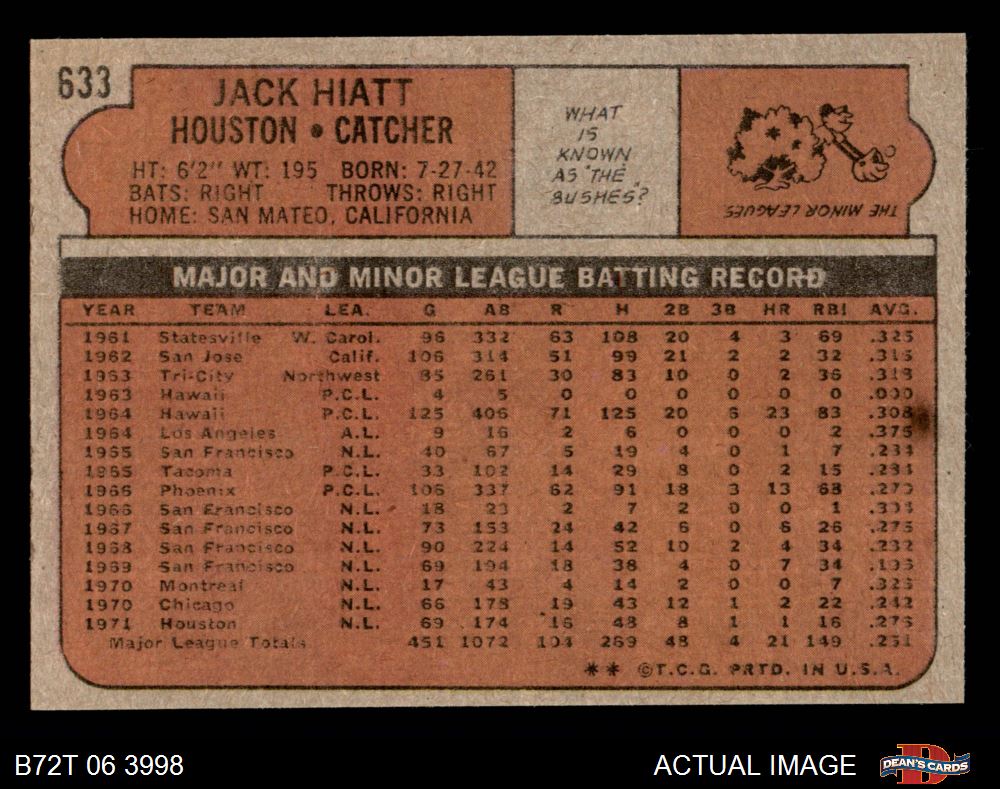 633
JACK HIATT
HOUSTON • CATCHER
HT: 6'2" WT: 195 BORN: 7-27-42
BATS: RIGHT THROWS: RIGHT
HOME: SAN MATEO, CALIFORNIA
WHAT
IS
KNOWN
AS "THE
BUSHES"?
THE MINOR LEAGUES
MAJOR AND MINOR LEAGUE BATTING RECORD
YEAR TEAM LEA. G AB R H 2B 3B HR RBI AVG.
1961 Statesville W. Carol. 96 332 63 108 20 4 3 69 .325
1962 San Jose Calif. 106 314 51 99 21 2 2 32 .315
1963 Tri-City Northwest 85 261 30 83 10 0 2 36 .318
1963 Hawaii P.C.L. 4 5 0 0 0 0 0 0 .000
1964 Hawaii P.C.L. 125 406 71 125 20 6 23 83 .308
1964 Los Angeles A.L. 9 16 2 6 0 0 0 2 .375
1965 San Francisco N.L. 40 67 5 19 4 0 1 7 .284
1965 Tacoma P.C.L. 33 102 14 29 8 0 2 15 .284
1966 Phoenix P.C.L. 106 337 62 91 18 3 13 68 .270
1966 San Francisco N.L. 18 23 2 7 2 0 0 1 .304
1967 San Francisco N.L. 73 153 24 42 6 0 6 26 .275
1968 San Francisco N.L. 90 224 14 52 10 2 4 34 .232
1969 San Francisco N.L. 69 194 18 38 4 0 7 34 .196
1970 Montreal N.L. 17 43 4 14 2 0 0 7 .326
1970 Chicago N.L. 66 178 19 43 12 1 2 22 .242
1971 Houston N.L. 69 174 16 48 8 1 1 16 .276
Major League Totals 451 1072 104 269 48 4 21 149 .251
** ©T.C.G. PRTD. IN U.S.A.
B72T 06 3998
ACTUAL IMAGE
D
DEAN'S CARDS